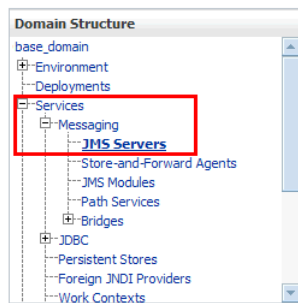 Domain Structure
base_domain
Environment
Deployments
Services
Messaging
JMS Servers
Store-and-Forward Agents
JMS Modules
Path Services
Bridges
JDBC
Persistent Stores
Foreign JNDI Providers
Work Contexts